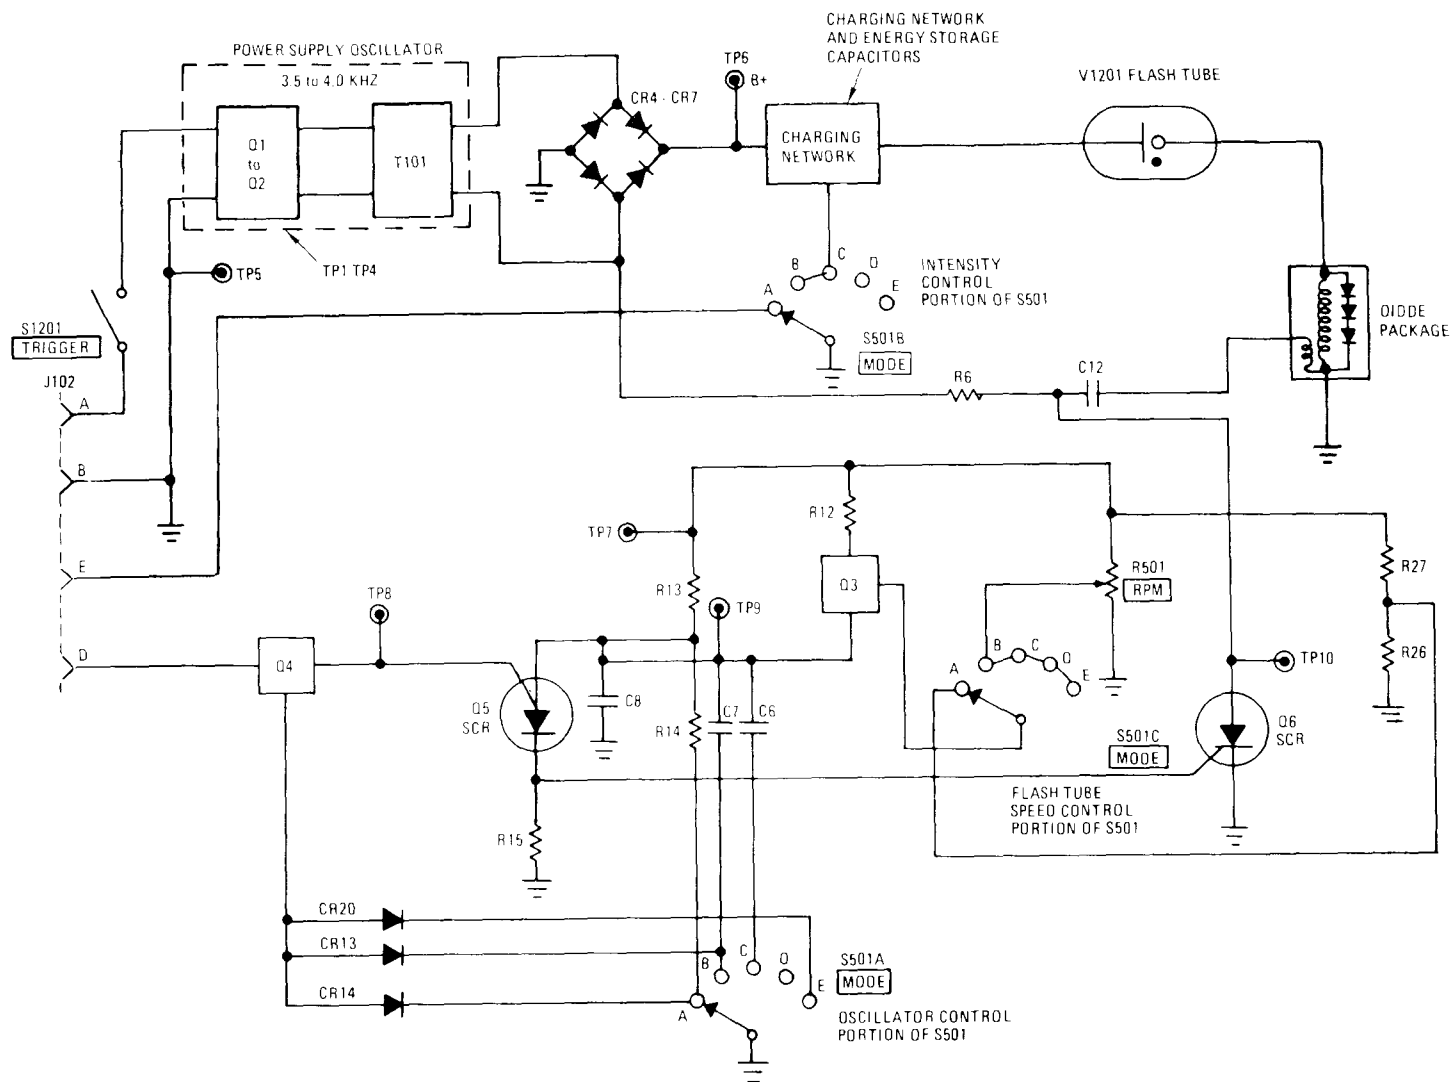 CHARGING NETWORK
AND ENERGY STORAGE
CAPACITORS
POWER SUPPLY OSCILLATOR
3.5 to 4.0 KHZ
TP6
B+
V1201 FLASH TUBE
CR4 - CR7
Q1
to
Q2
T101
CHARGING
NETWORK
TP5
TP1 TP4
A
B
C
D
E
INTENSITY
CONTROL
PORTION OF S501
S501B
MODE
DIODE
PACKAGE
S1201
TRIGGER
J102
A
B
E
D
R6
C12
TP7
R12
R13
Q3
R501
RPM
R27
R26
TP8
TP9
Q4
Q5
SCR
C8
R14
C7
C6
A
B
C
D
E
TP10
Q6
SCR
S501C
MODE
FLASH TUBE
SPEED CONTROL
PORTION OF S501
R15
CR20
CR13
CR14
A
B
C
D
E
S501A
MODE
OSCILLATOR CONTROL
PORTION OF S501